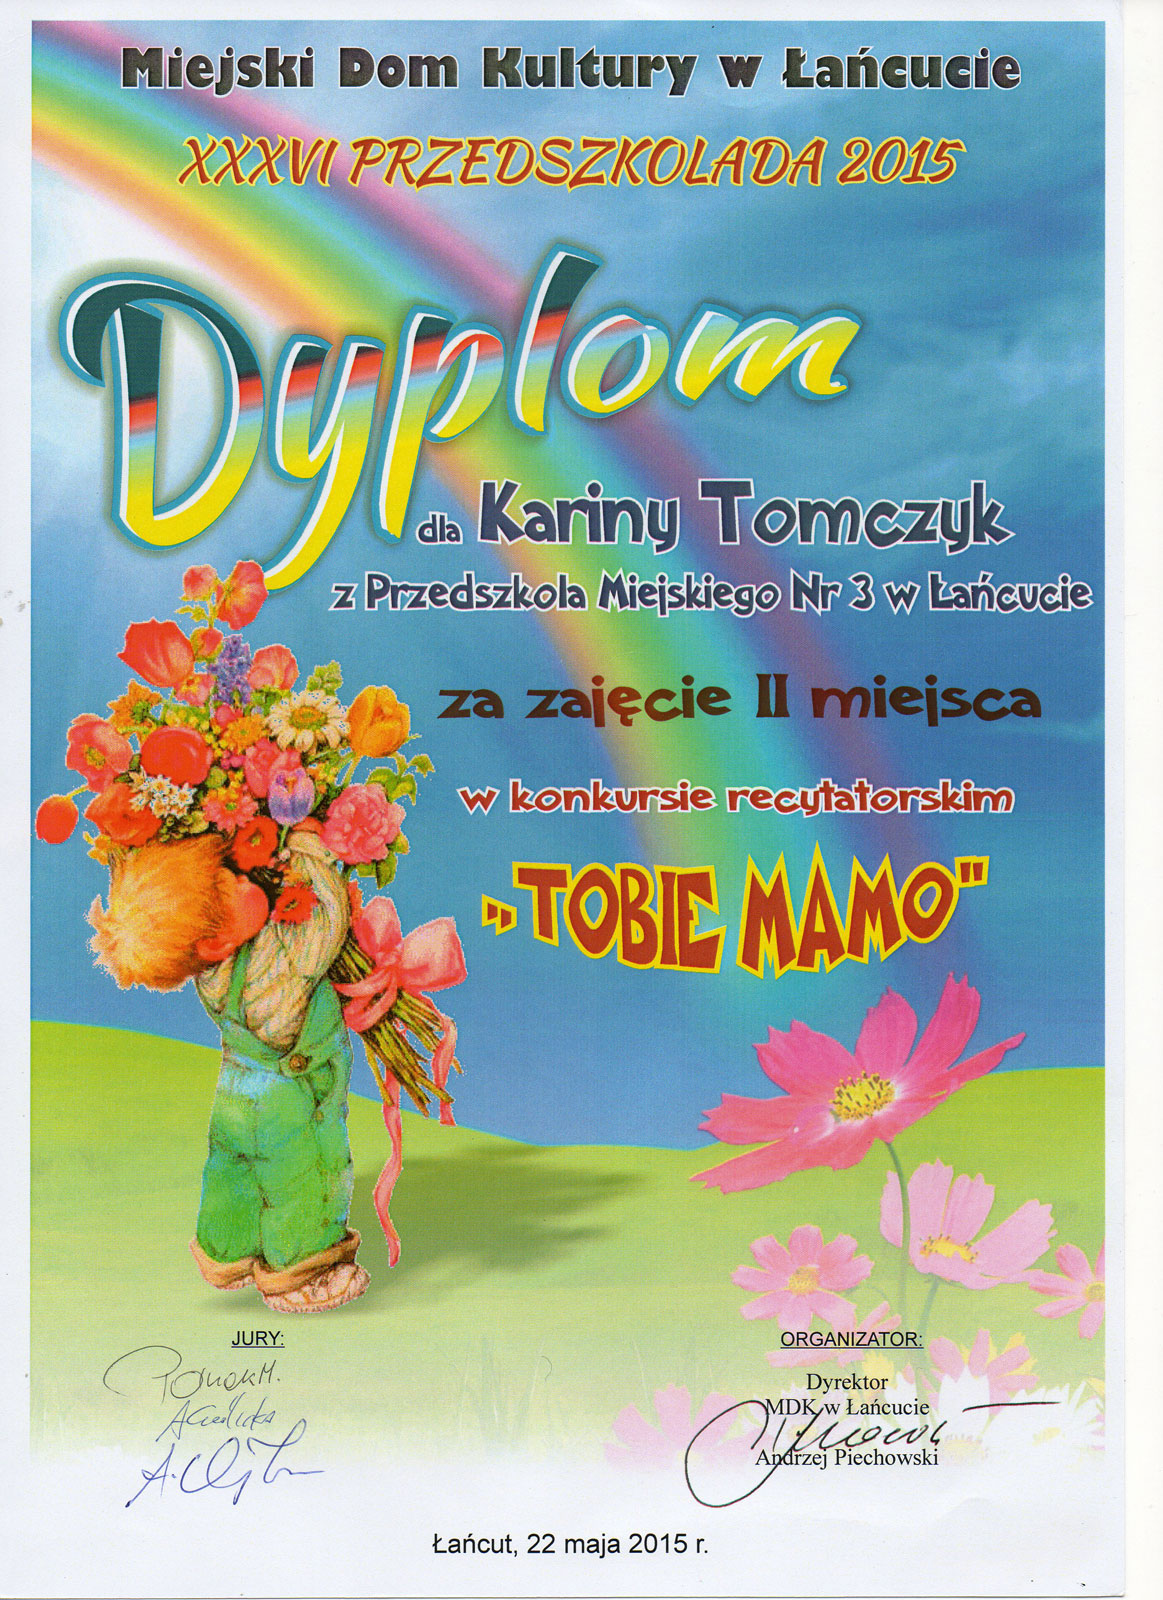 Miejski Dom Kultury w Łańcucie
XXXVI PRZEDSZKOLADA 2015
Dyplom
dla Kariny Tomczyk
z Przedszkola Miejskiego Nr 3 w Łańcucie
za zajęcie II miejsca
w konkursie recytatorskim
„TOBIE MAMO"
JURY:
ORGANIZATOR:
Dyrektor
MDK w Łańcucie
Andrzej Piechowski
Łańcut, 22 maja 2015 r.